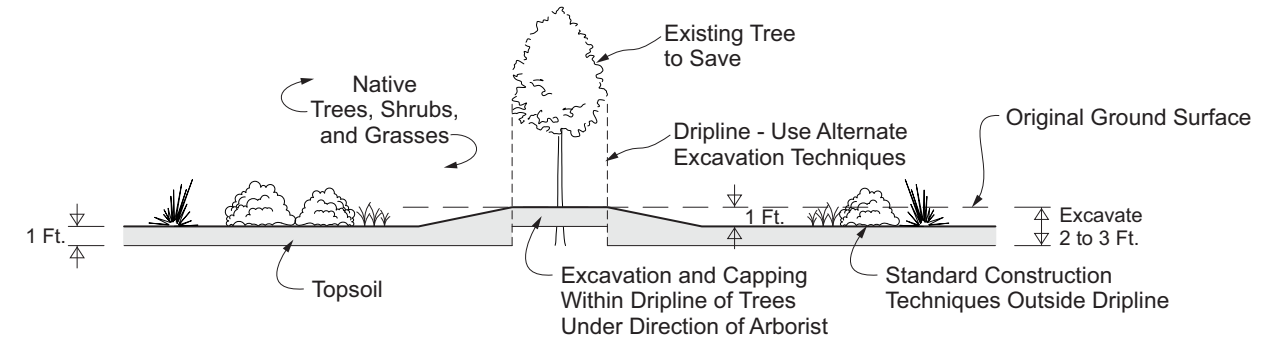 Existing Tree
to Save
Native
Trees, Shrubs,
and Grasses
Original Ground Surface
Dripline - Use Alternate
Excavation Techniques
1 Ft.
1 Ft.
Excavate
2 to 3 Ft.
Topsoil
Excavation and Capping
Within Dripline of Trees
Under Direction of Arborist
Standard Construction
Techniques Outside Dripline